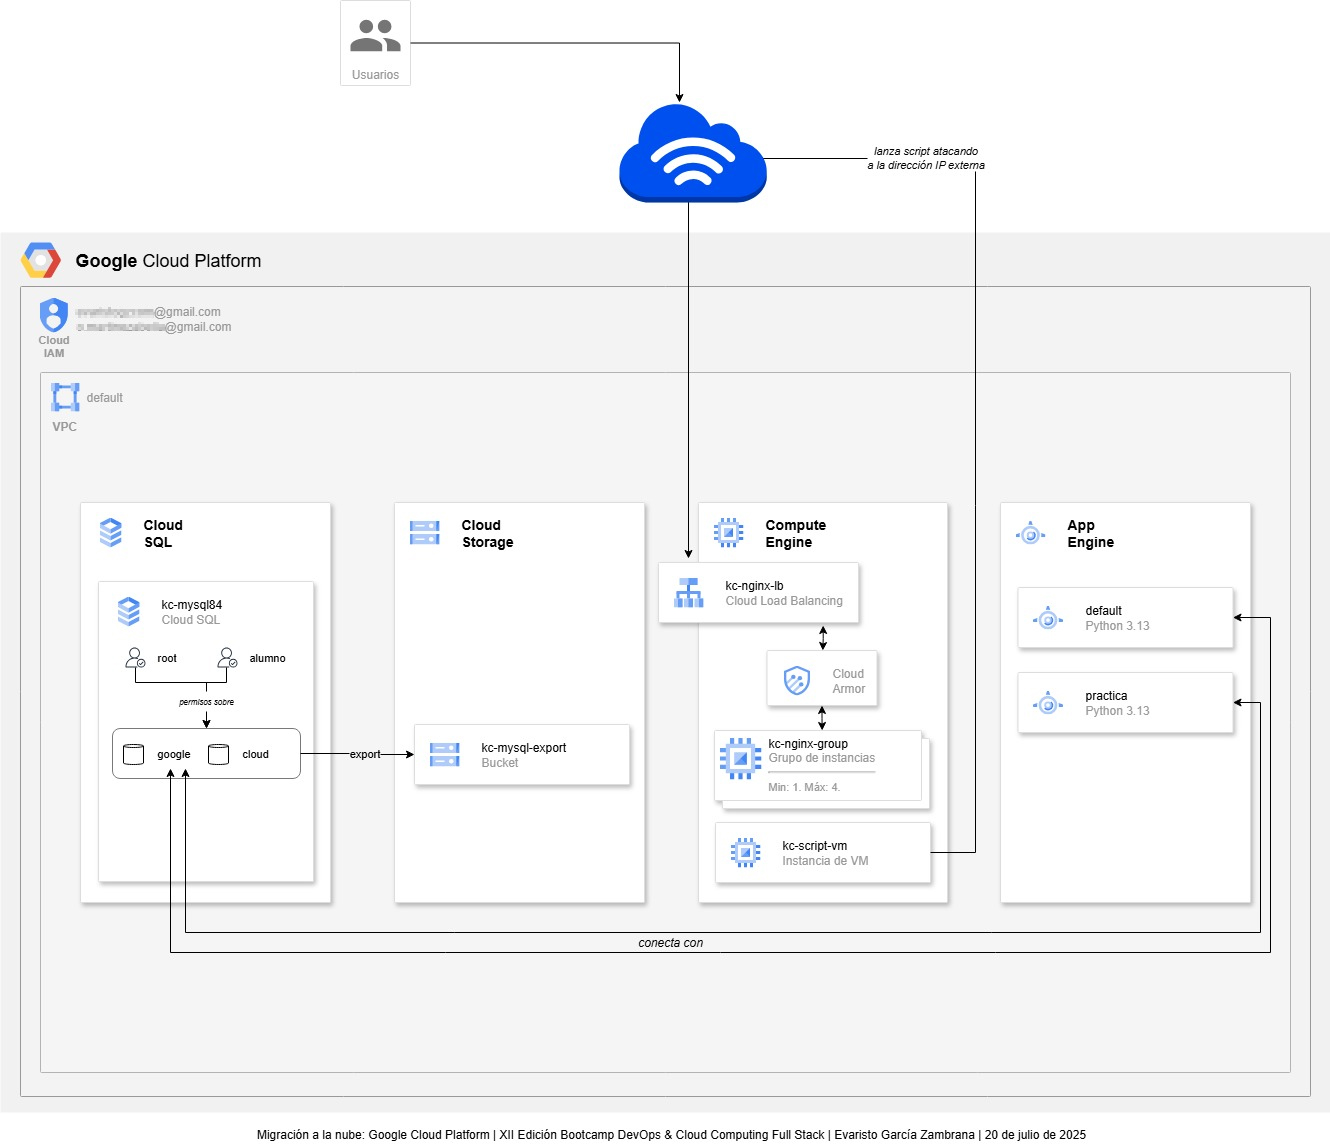 Usuarios
lanza script atacando
a la dirección IP externa
Google Cloud Platform
@gmail.com
@gmail.com
Cloud
IAM
default
VPC
Cloud
SQL
kc-mysql84
Cloud SQL
root
alumno
permisos sobre
google
cloud
export
Cloud
Storage
kc-mysql-export
Bucket
Compute
Engine
kc-nginx-lb
Cloud Load Balancing
Cloud
Armor
kc-nginx-group
Grupo de instancias
Min: 1. Máx: 4.
kc-script-vm
Instancia de VM
App
Engine
default
Python 3.13
practica
Python 3.13
conecta con
Migración a la nube: Google Cloud Platform | XII Edición Bootcamp DevOps & Cloud Computing Full Stack | Evaristo García Zambrana | 20 de julio de 2025